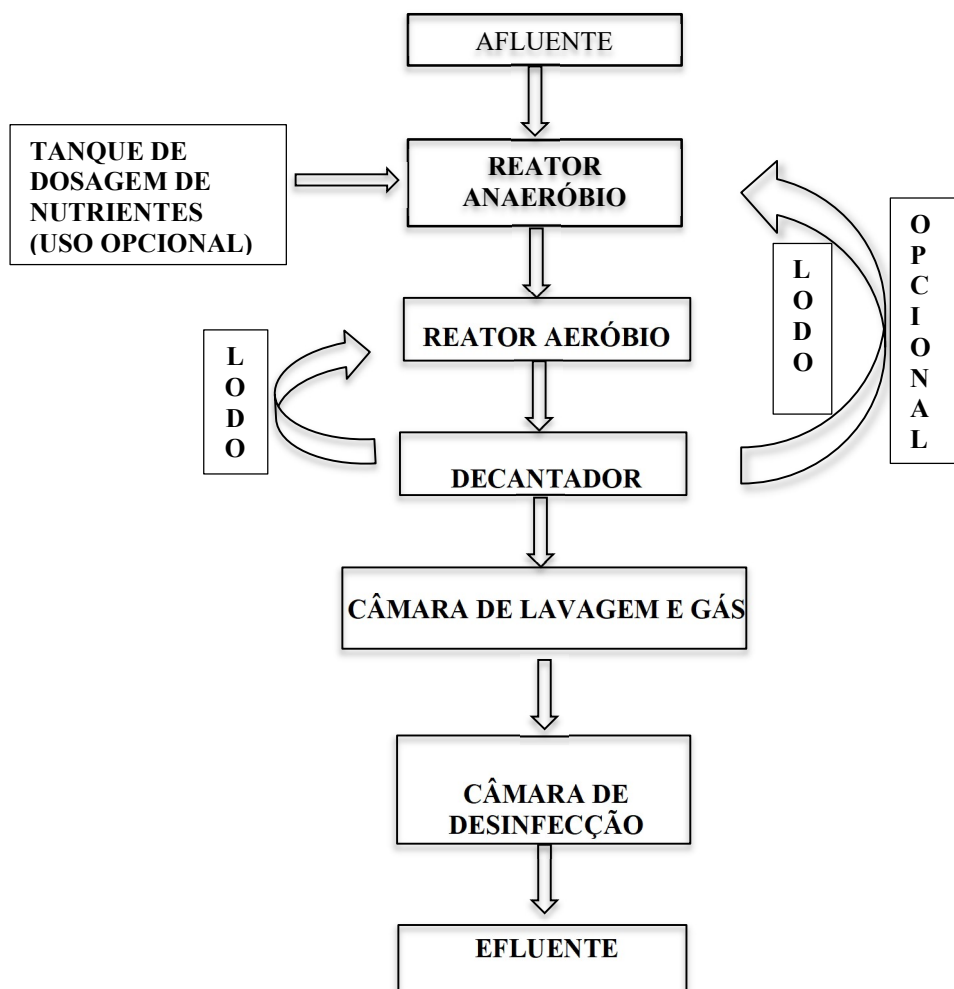 AFLUENTE
TANQUE DE
DOSAGEM DE
NUTRIENTES
(USO OPCIONAL)
REATOR
ANAERÓBIO
REATOR AERÓBIO
L
O
D
O
L
O
D
O
O
P
C
I
O
N
A
L
DECANTADOR
CÂMARA DE LAVAGEM E GÁS
CÂMARA DE
DESINFECÇÃO
EFLUENTE